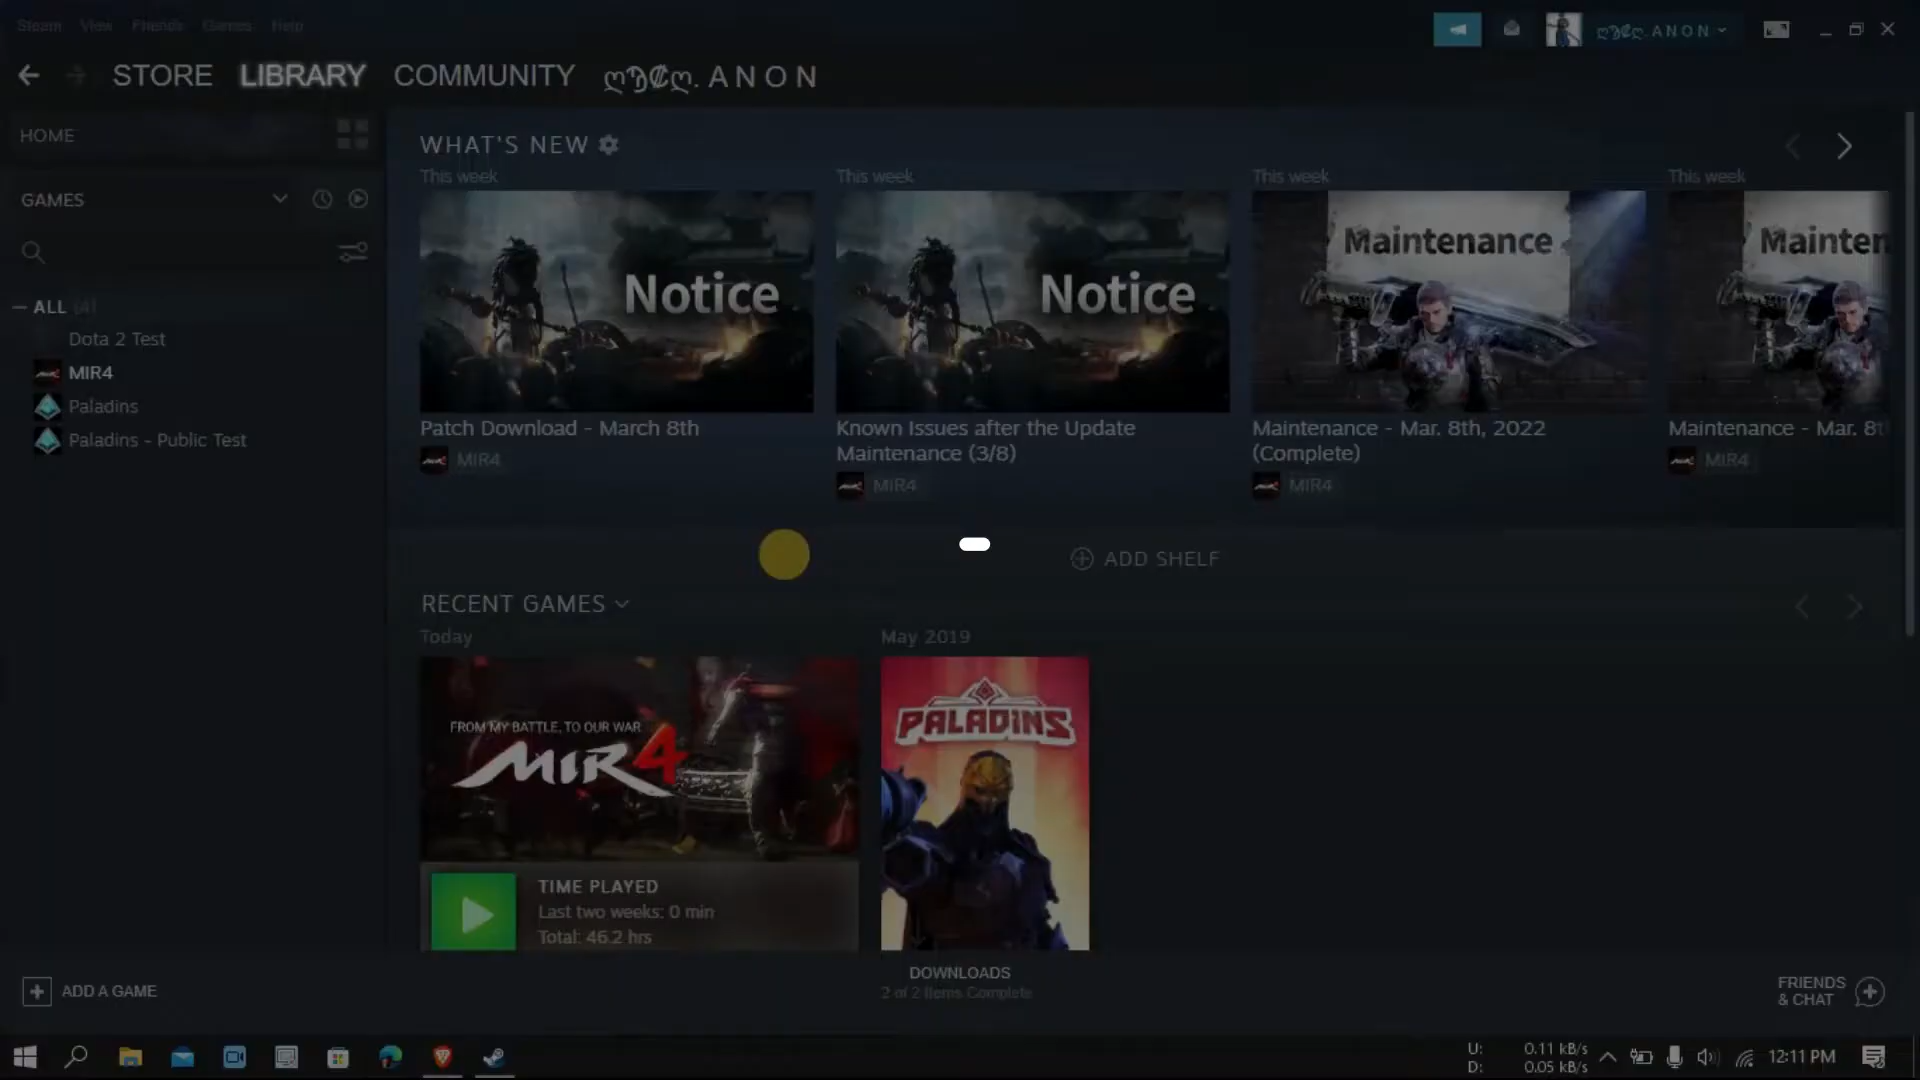 Steam View Friends Games Help
ღঔȻღ. A N O N
STORE LIBRARY COMMUNITY ღঔȻღ. A N O N
HOME
GAMES
— ALL (4)
Dota 2 Test
MIR4
Paladins
Paladins - Public Test
WHAT'S NEW
This week This week This week This week
Notice Notice Maintenance Mainten
Patch Download - March 8th
MIR4
Known Issues after the Update
Maintenance (3/8)
MIR4
Maintenance - Mar. 8th, 2022
(Complete)
MIR4
Maintenance - Mar. 8t
MIR4
ADD SHELF
RECENT GAMES
Today
May 2019
FROM MY BATTLE, TO OUR WAR
MIR4
PALADINS
TIME PLAYED
Last two weeks: 0 min
Total: 46.2 hrs
ADD A GAME
DOWNLOADS
2 of 2 Items Complete
FRIENDS
& CHAT
U: 0.11 kB/s
D: 0.05 kB/s
12:11 PM